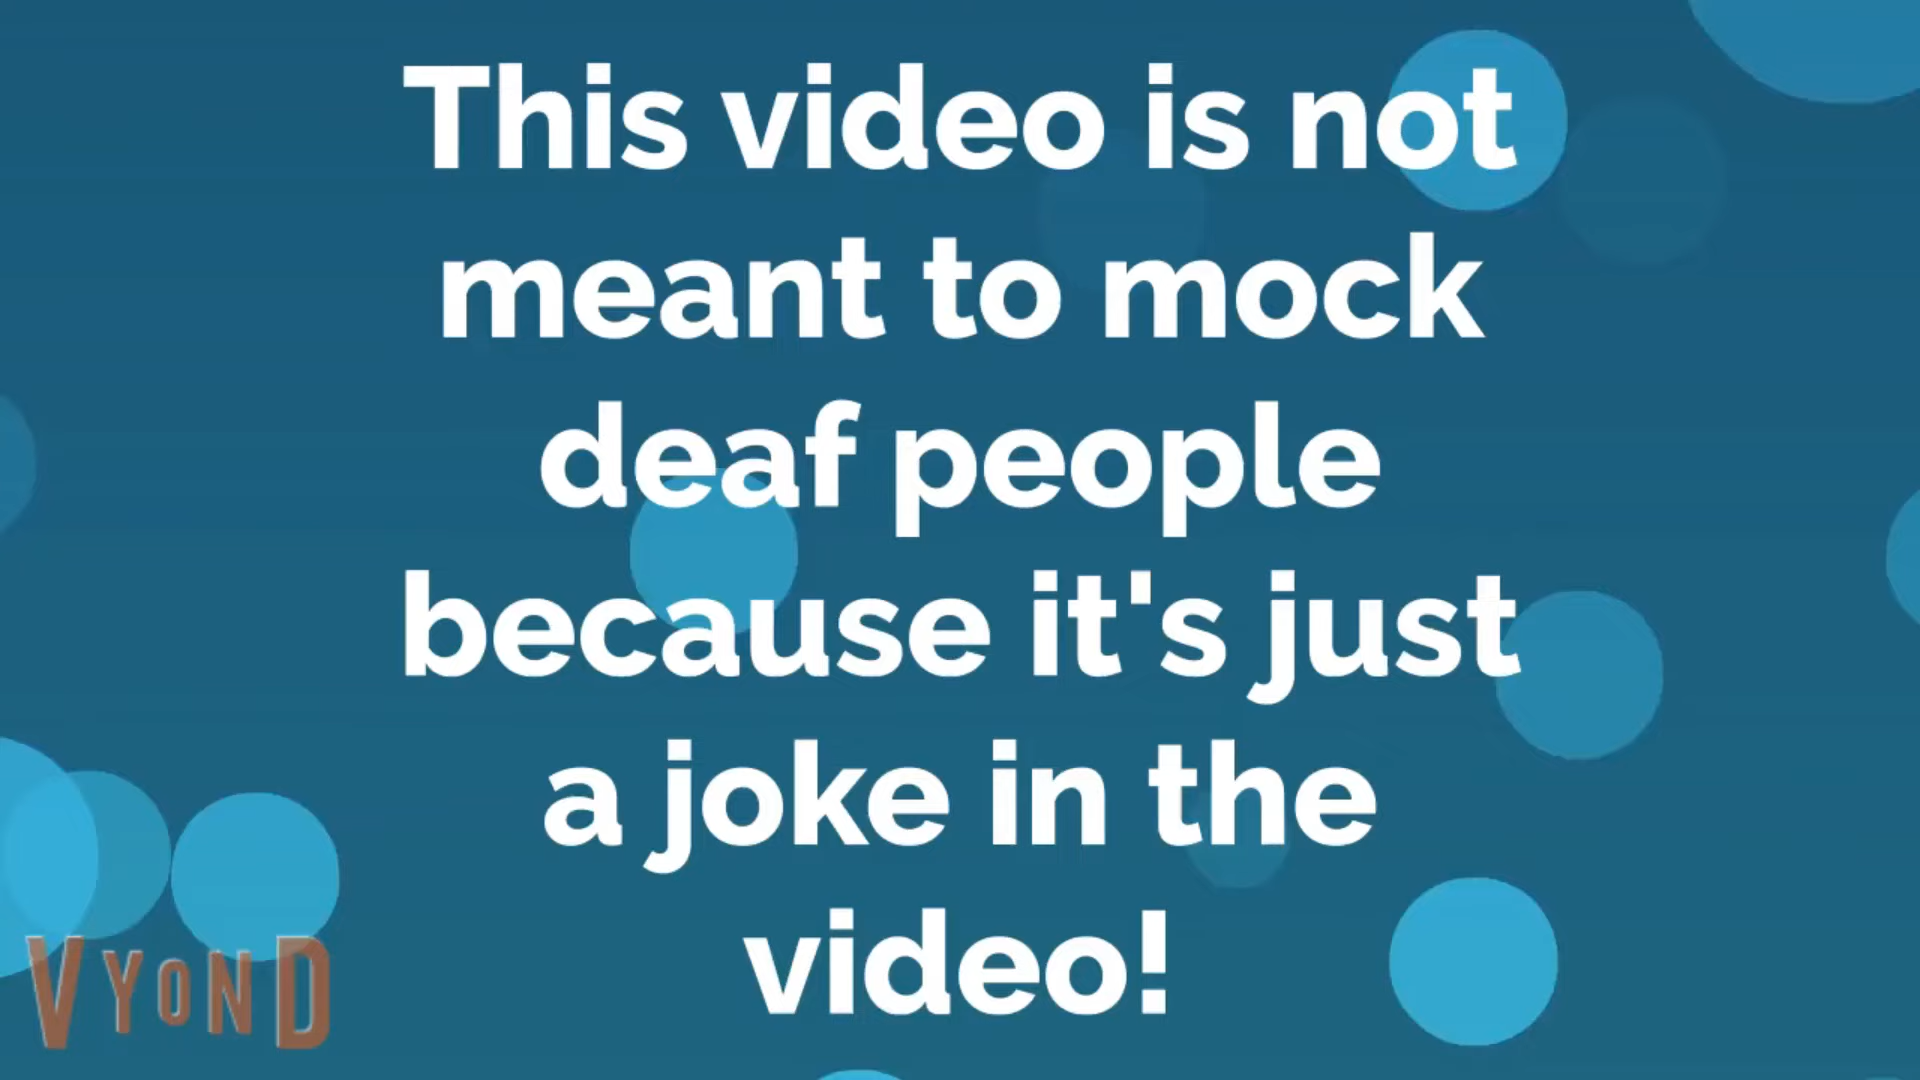 This video is not
meant to mock
deaf people
because it's just
a joke in the
video!
VYOND